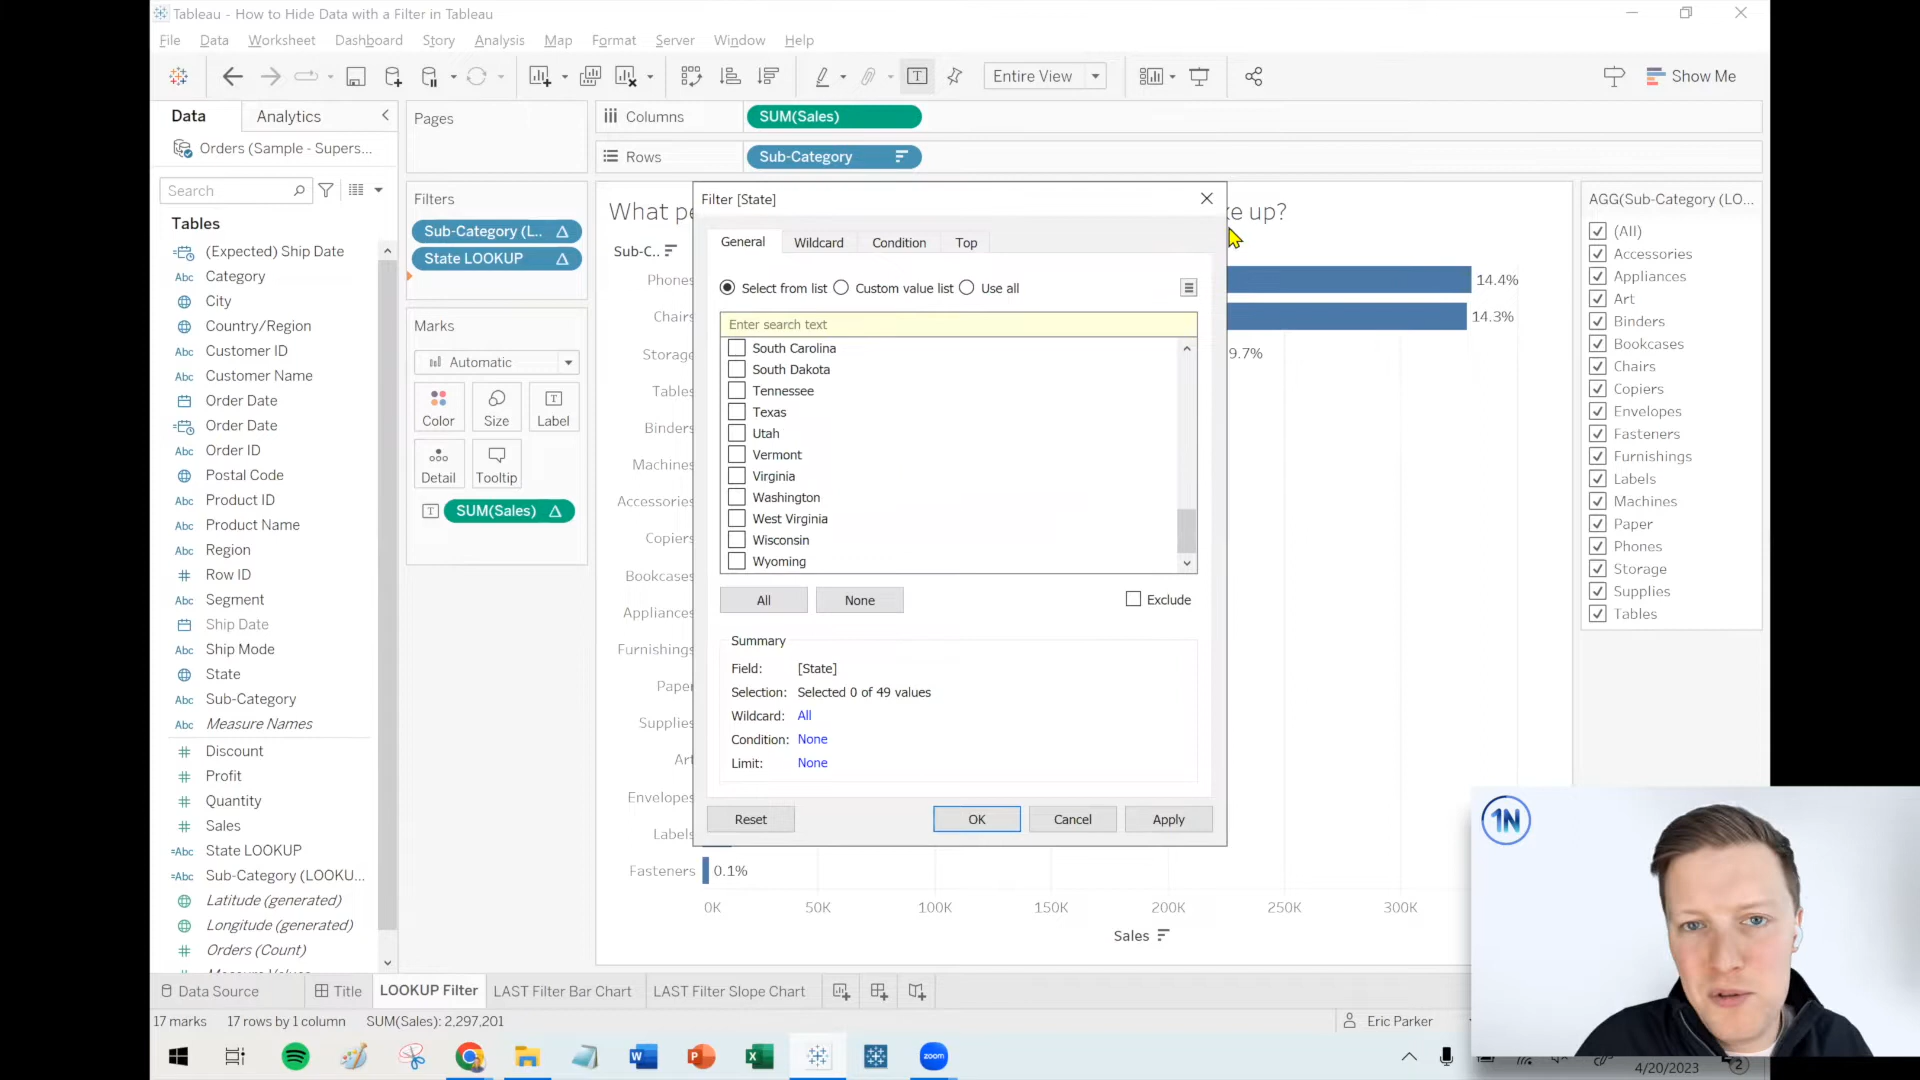 Tableau - How to Hide Data with a Filter in Tableau
File Data Worksheet Dashboard Story Analysis Map Format Server Window Help
Entire View
Show Me
Data Analytics
Orders (Sample - Supers...
Search
Tables
(Expected) Ship Date
Category
City
Country/Region
Customer ID
Customer Name
Order Date
Order Date
Order ID
Postal Code
Product ID
Product Name
Region
Row ID
Segment
Ship Date
Ship Mode
State
Sub-Category
Measure Names
Discount
Profit
Quantity
Sales
State LOOKUP
Sub-Category (LOOKU...
Latitude (generated)
Longitude (generated)
Orders (Count)
Pages
Filters
Sub-Category (L..
State LOOKUP
Marks
Automatic
Color Size Label
Detail Tooltip
SUM(Sales)
Columns SUM(Sales)
Rows Sub-Category
What pe
ke up?
Sub-C..
Phones 14.4%
Chairs 14.3%
Storage 9.7%
Tables
Binders
Machines
Accessories
Copiers
Bookcases
Appliances
Furnishings
Paper
Supplies
Art
Envelopes
Labels
Fasteners 0.1%
0K 50K 100K 150K 200K 250K 300K
Sales
Filter [State]
General Wildcard Condition Top
Select from list Custom value list Use all
Enter search text
South Carolina
South Dakota
Tennessee
Texas
Utah
Vermont
Virginia
Washington
West Virginia
Wisconsin
Wyoming
All None Exclude
Summary
Field: [State]
Selection: Selected 0 of 49 values
Wildcard: All
Condition: None
Limit: None
Reset OK Cancel Apply
AGG(Sub-Category (LO...
(All)
Accessories
Appliances
Art
Binders
Bookcases
Chairs
Copiers
Envelopes
Fasteners
Furnishings
Labels
Machines
Paper
Phones
Storage
Supplies
Tables
1N
Data Source Title LOOKUP Filter LAST Filter Bar Chart LAST Filter Slope Chart
17 marks 17 rows by 1 column SUM(Sales): 2,297,201
Eric Parker
zoom
4/20/2023
2